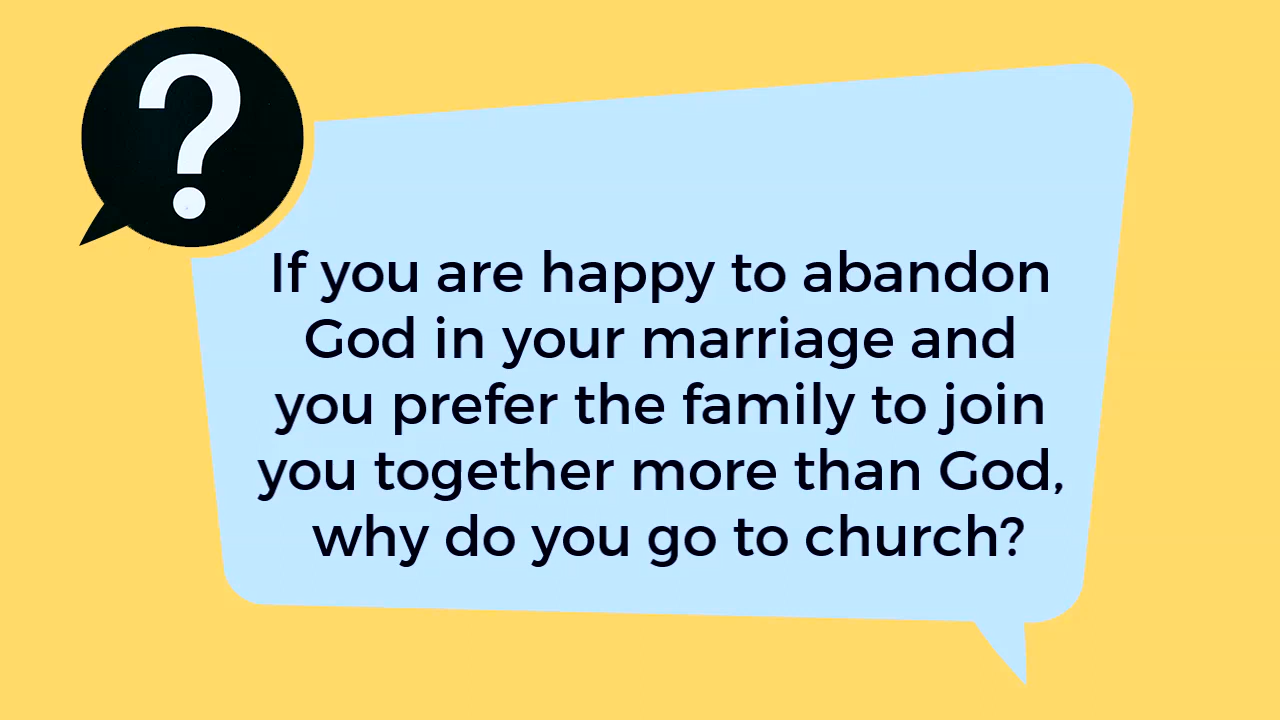 ?
If you are happy to abandon
God in your marriage and
you prefer the family to join
you together more than God,
why do you go to church?